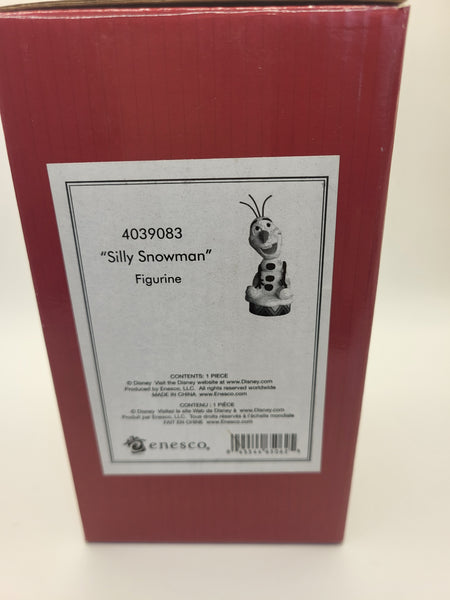 4039083
“Silly Snowman”
Figurine
CONTENTS: 1 PIECE
© Disney Visit the Disney website at www.Disney.com
Produced by Enesco, LLC. All rights reserved worldwide
MADE IN CHINA www.Enesco.com
CONTENU : 1 PIÈCE
© Disney Visitez le site Web de Disney à www.Disney.com
Produit par Enesco, LLC. Tous droits réservés à l'échelle mondiale
FAIT EN CHINE www.Enesco.com
enesco®